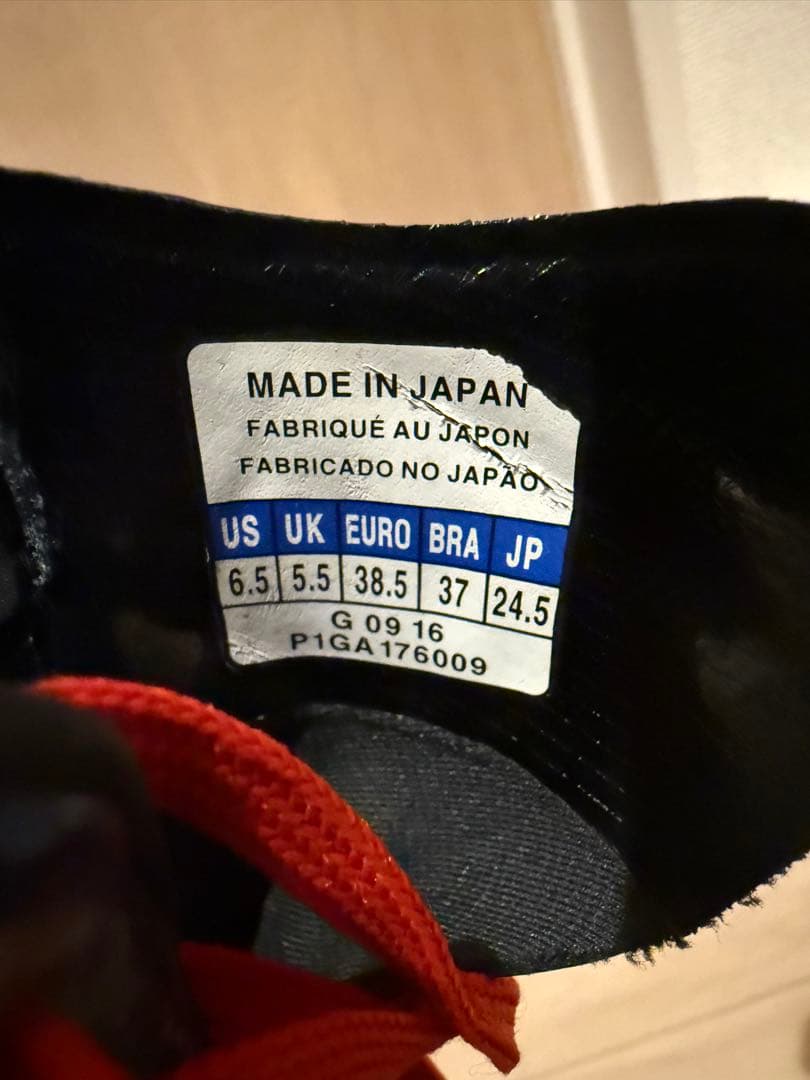 MADE IN JAPAN
FABRIQUÉ AU JAPON
FABRICADO NO JAPÃO
US UK EURO BRA JP
6.5 5.5 38.5 37 24.5
G 09 16
P1GA176009